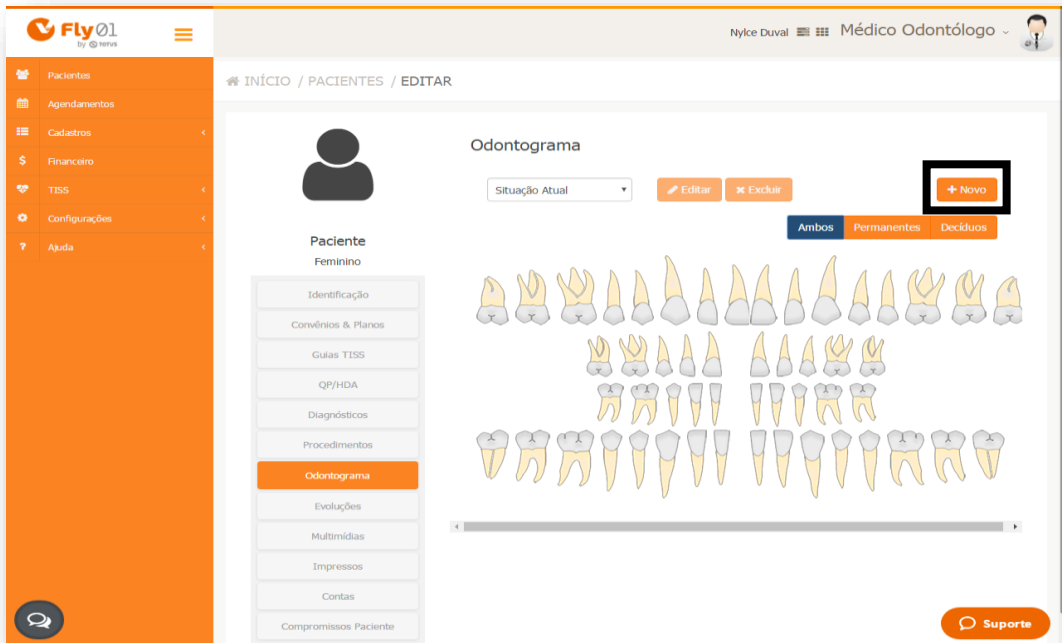 Fly01
by totvs
Nylce Duval
Médico Odontólogo
Pacientes
Agendamentos
Cadastros
Financeiro
TISS
Configurações
Ajuda
INÍCIO / PACIENTES / EDITAR
Paciente
Feminino
Identificação
Convênios & Planos
Guias TISS
QP/HDA
Diagnósticos
Procedimentos
Odontograma
Evoluções
Multimídias
Impressos
Contas
Compromissos Paciente
Odontograma
Situação Atual
Editar
Excluir
+ Novo
Ambos
Permanentes
Decíduos
Suporte